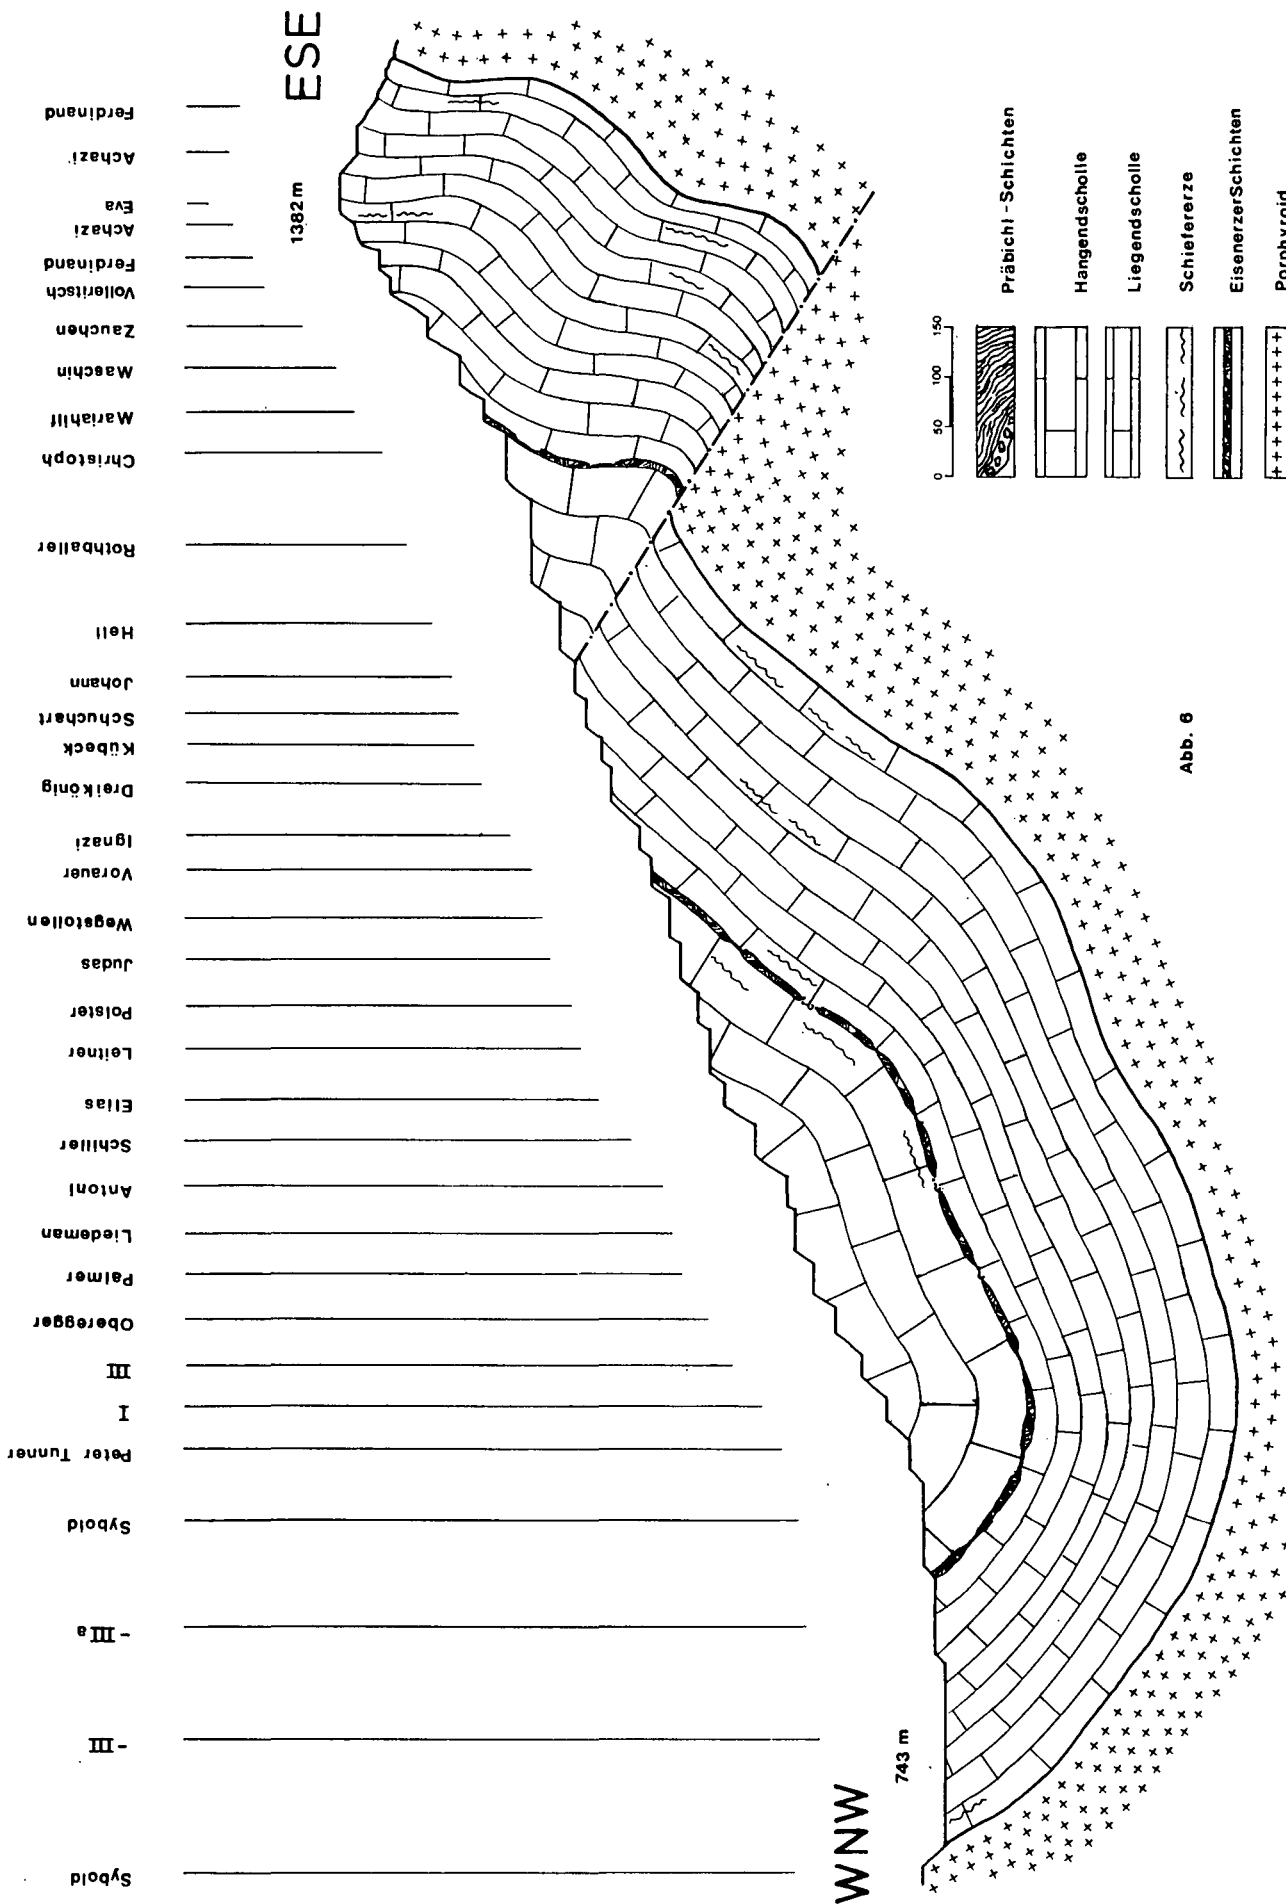 ESE
WNW
1382 m
743 m
Ferdinand
Achazi
Eva
Achazi
Ferdinand
Volleritsch
Zauchen
Maschin
Mariahilf
Christoph
Rothballer
Hell
Johann
Schuchart
Kübeck
Dreikönig
Ignazi
Vorauer
Wegstollen
Judas
Polster
Leitner
Elias
Schiller
Antoni
Liedeman
Palmer
Oberegger
III
I
Peter Tunner
Sybold
-IIIa
-III
Sybold
0 50 100 150
Präbichl-Schichten
Hangendscholle
Liegendscholle
Schiefererze
EisenerzerSchichten
Porphyroid
Abb. 6